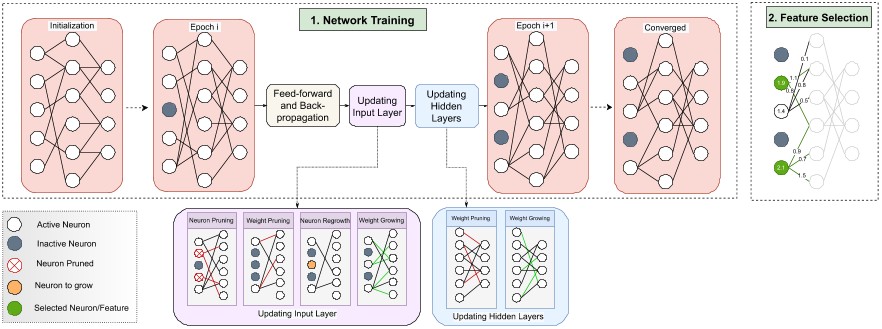 1. Network Training
Initialization
Epoch i
Feed-forward
and Back-
propagation
Updating
Input Layer
Updating
Hidden
Layers
Epoch i+1
Converged
2. Feature Selection
0.1
1.9
1.1
0.8
0.5
1.4
0.9
0.7
2.1
1.5
Active Neuron
Inactive Neuron
Neuron Pruned
Neuron to grow
Selected Neuron/Feature
Neuron Pruning
Weight Pruning
Neuron Regrowth
Weight Growing
Updating Input Layer
Weight Pruning
Weight Growing
Updating Hidden Layers